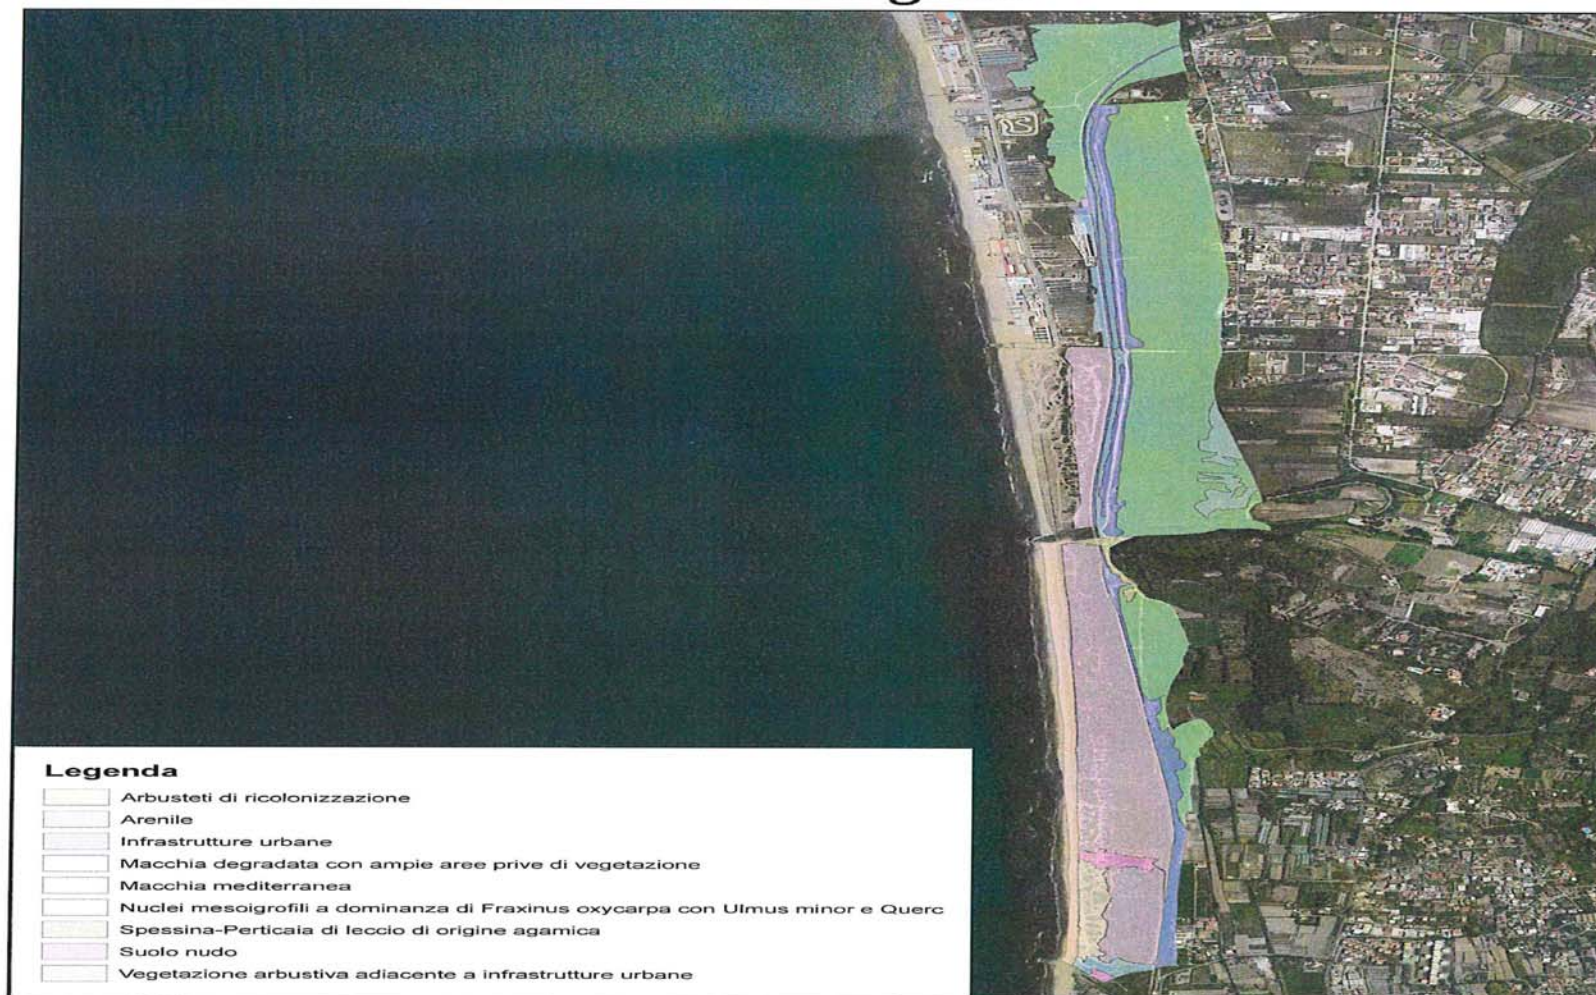 Legenda
Arbusteti di ricolonizzazione
Arenile
Infrastrutture urbane
Macchia degradata con ampie aree prive di vegetazione
Macchia mediterranea
Nuclei mesoigrofili a dominanza di Fraxinus oxycarpa con Ulmus minor e Querc
Spessina-Perticaia di leccio di origine agamica
Suolo nudo
Vegetazione arbustiva adiacente a infrastrutture urbane